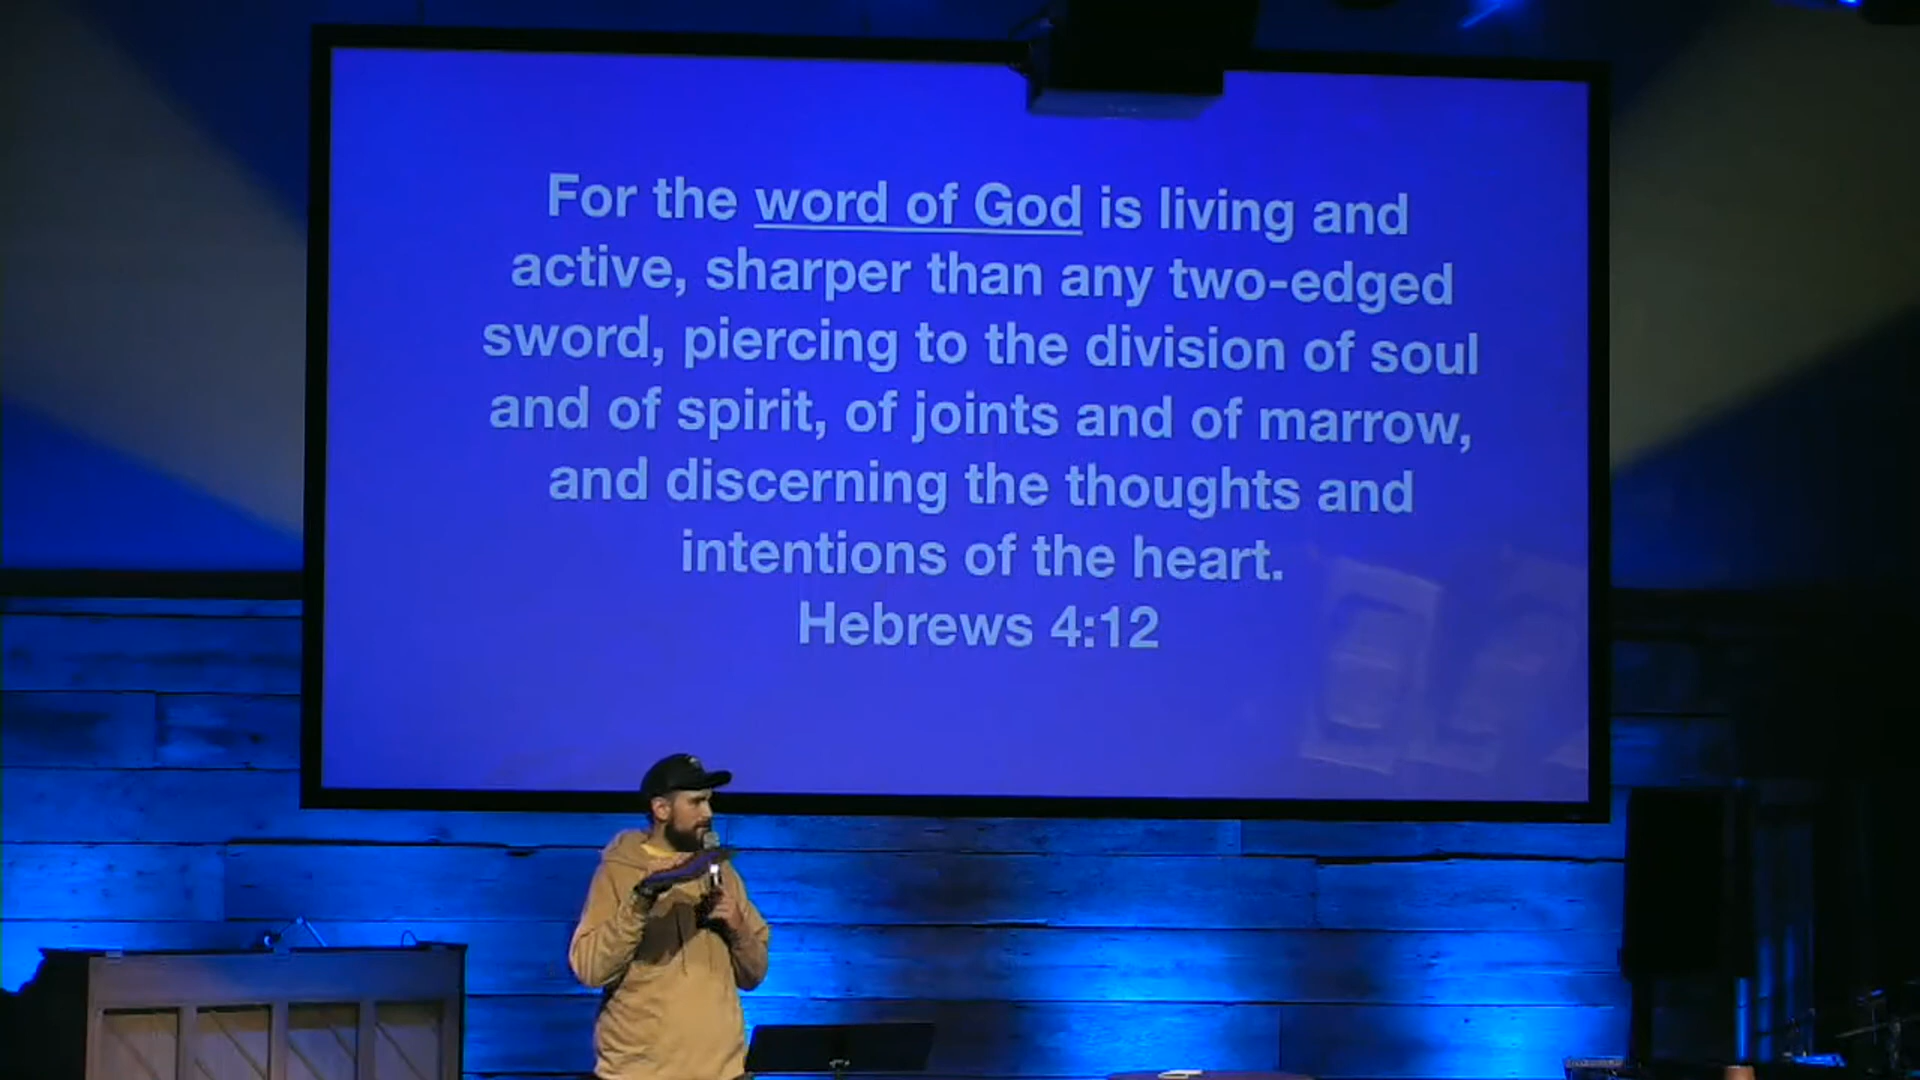 For the word of God is living and
active, sharper than any two-edged
sword, piercing to the division of soul
and of spirit, of joints and of marrow,
and discerning the thoughts and
intentions of the heart.
Hebrews 4:12